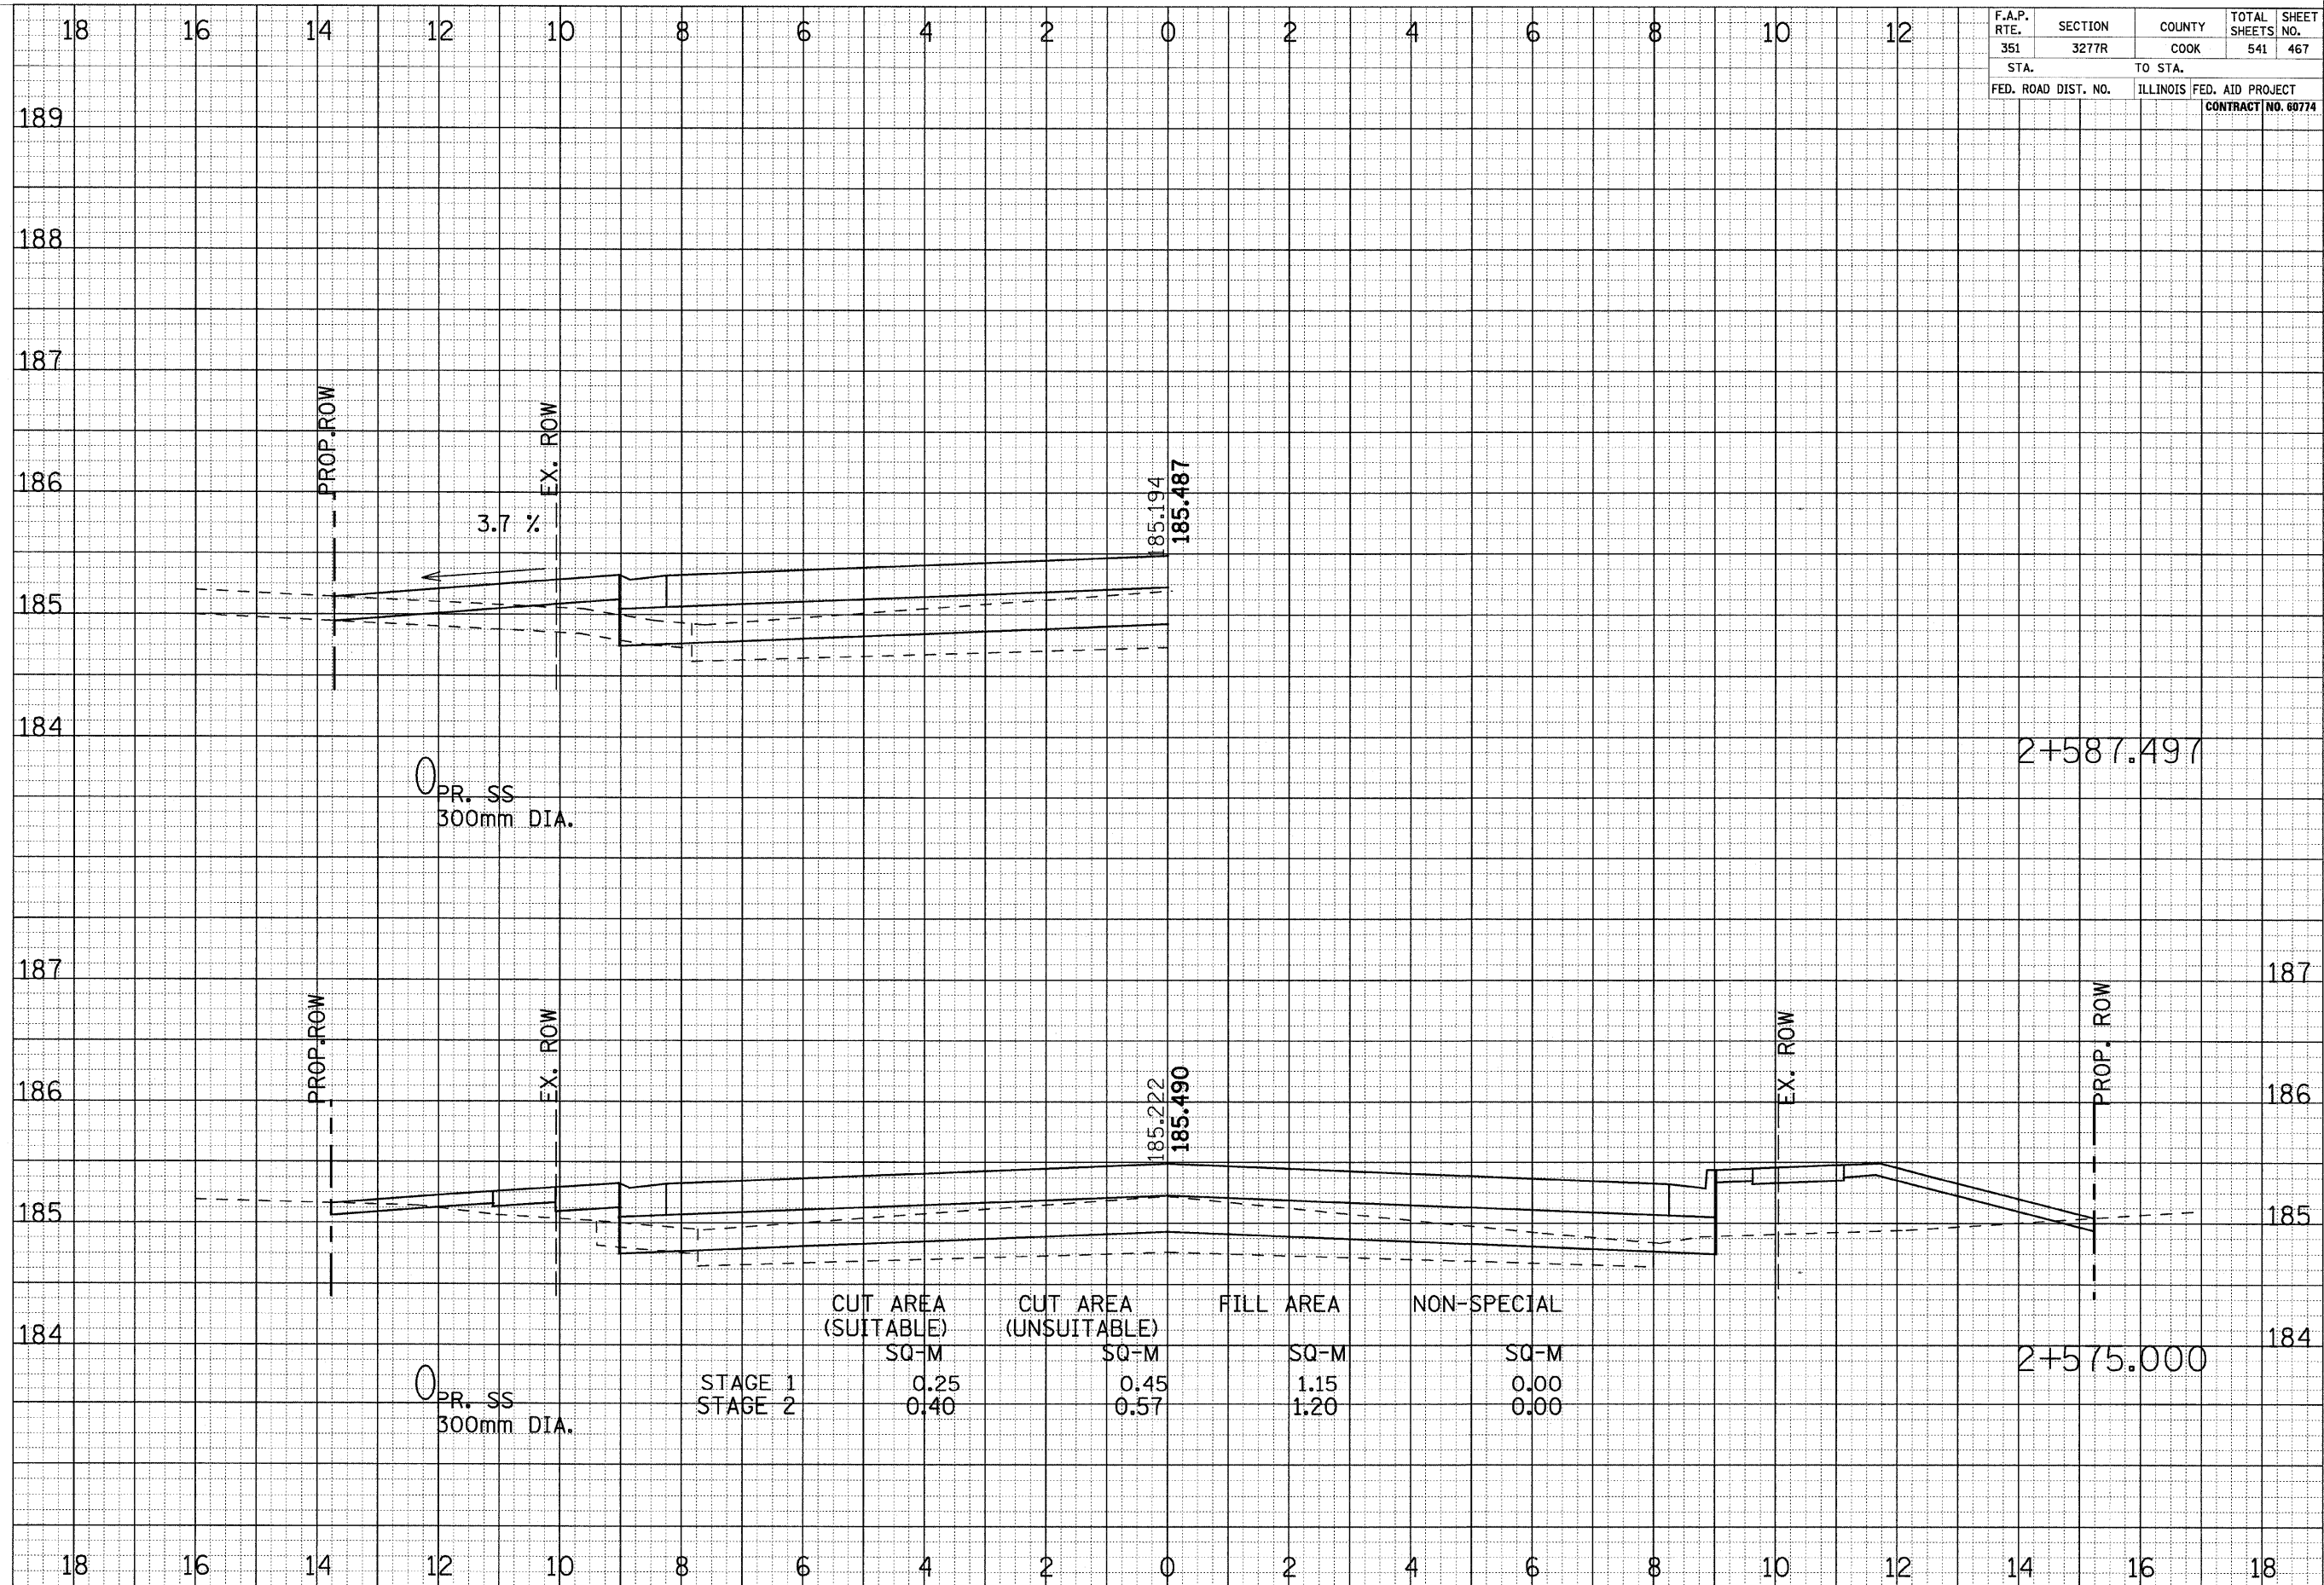 18 16 14 12 10 8 6 4 2 0 2 4 6 8 10 12
F.A.P. RTE. SECTION COUNTY TOTAL SHEETS SHEET NO.
351 3277R COOK 541 467
STA. TO STA.
FED. ROAD DIST. NO. ILLINOIS FED. AID PROJECT
CONTRACT NO. 60774
189
188
187
PROP.ROW
EX. ROW
186
185.194
185.487
3.7 %
185
184
2+587.497
PR. SS
300mm DIA.
187 187
PROP.ROW
EX. ROW
EX. ROW
PROP. ROW
186 186
185.222
185.490
185 185
CUT AREA CUT AREA FILL AREA NON-SPECIAL
(SUITABLE) (UNSUITABLE)
184 184
SQ-M SQ-M SQ-M SQ-M
2+575.000
STAGE 1 0.25 0.45 1.15 0.00
STAGE 2 0.40 0.57 1.20 0.00
PR. SS
300mm DIA.
18 16 14 12 10 8 6 4 2 0 2 4 6 8 10 12 14 16 18